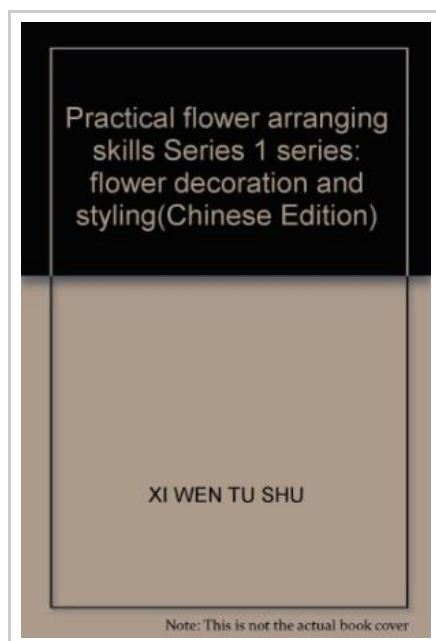 Practical flower arranging
skills Series 1 series:
flower decoration and
styling(Chinese Edition)
XI WEN TU SHU
Note: This is not the actual book cover